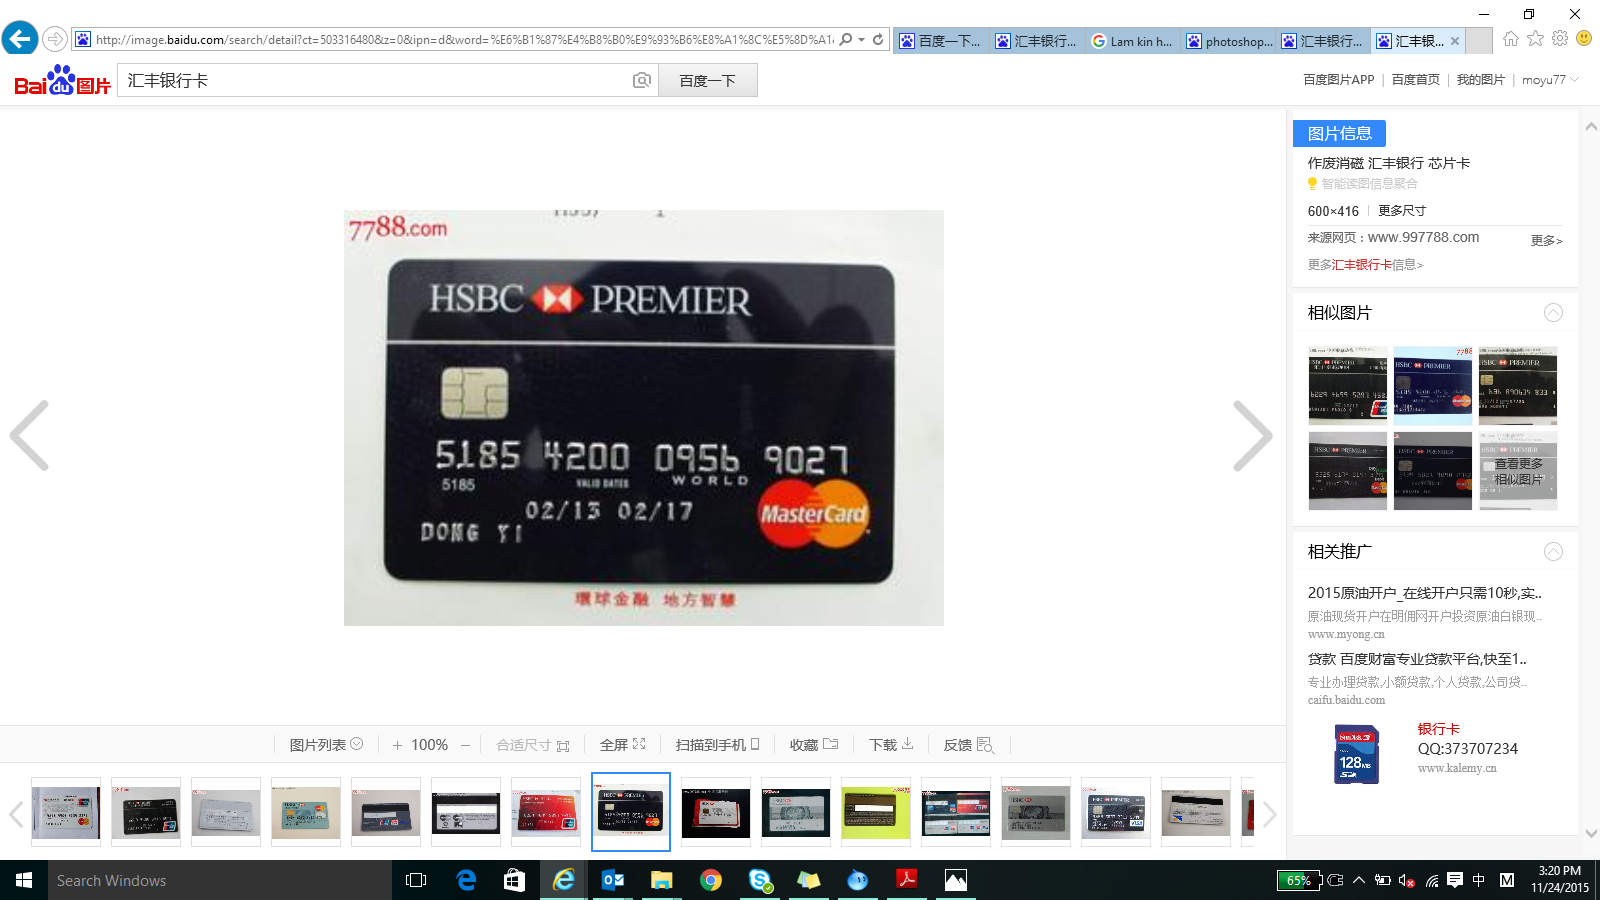 http://image.baidu.com/search/detail?ct=503316480&z=0&ipn=d&word=%E6%B1%87%E4%B8%B0%E9%93%B6%E8%A1%8C%E5%8D%A1
百度一下...
汇丰银行...
Lam kin h...
photoshop...
汇丰银行...
汇丰银...
Bai du 图片
汇丰银行卡
百度一下
百度图片APP
百度首页
我的图片
moyu77
7788.com
HSBC PREMIER
5185 4200 0956 9027
5185
VALID DATES
WORLD
02/13 02/17
DONG YI
MasterCard
環球金融 地方智慧
图片信息
作废消磁 汇丰银行 芯片卡
智能读图信息聚合
600×416
更多尺寸
来源网页：www.997788.com
更多>
更多汇丰银行卡信息>
相似图片
查看更多
相似图片
相关推广
2015原油开户_在线开户只需10秒,实..
原油现货开户在明佣网开户投资原油白银现..
www.myong.cn
贷款 百度财富专业贷款平台,快至1..
专业办理贷款,小额贷款,个人贷款,公司贷..
caifu.baidu.com
银行卡
QQ:373707234
www.kalemy.cn
128MB
图片列表
+ 100% −
合适尺寸
全屏
扫描到手机
收藏
下载
反馈
Search Windows
65%
中
M
3:20 PM
11/24/2015